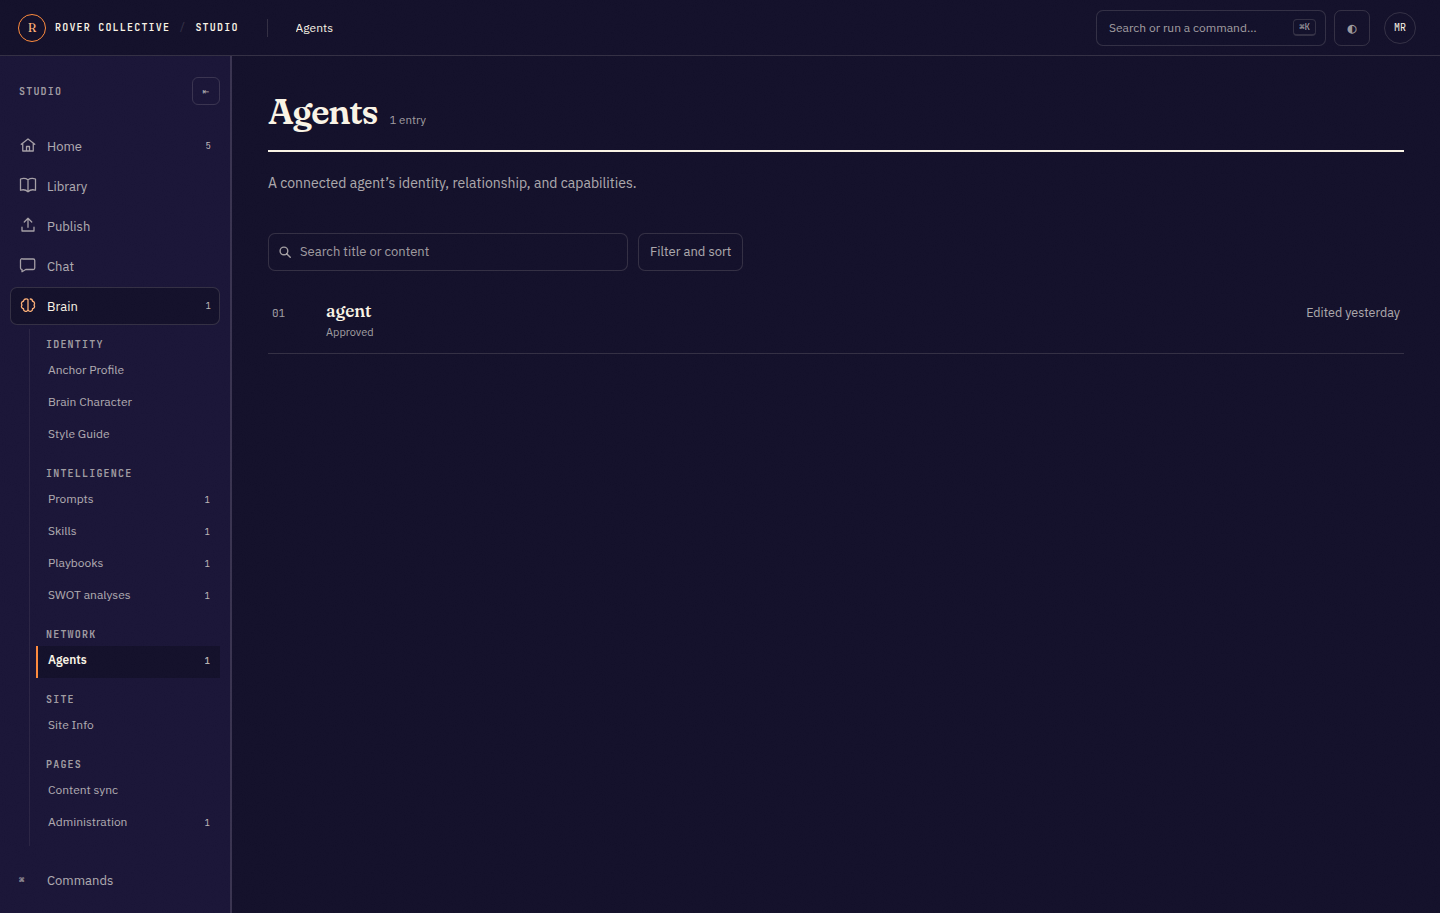 R ROVER COLLECTIVE / STUDIO Agents Search or run a command... ⌘K MR
STUDIO
Home 5
Library
Publish
Chat
Brain 1
IDENTITY
Anchor Profile
Brain Character
Style Guide
INTELLIGENCE
Prompts 1
Skills 1
Playbooks 1
SWOT analyses 1
NETWORK
Agents 1
SITE
Site Info
PAGES
Content sync
Administration 1
⌘ Commands
Agents 1 entry
A connected agent’s identity, relationship, and capabilities.
Search title or content Filter and sort
01 agent Edited yesterday
Approved